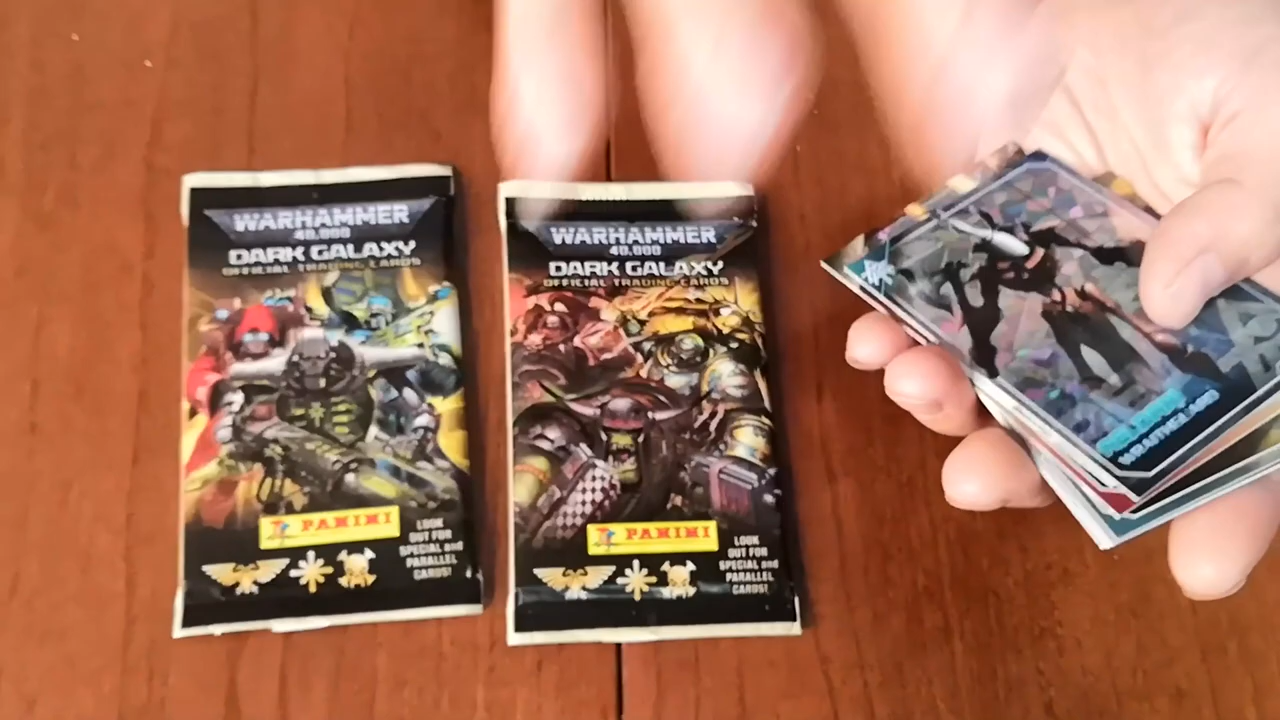 WARHAMMER
40,000
DARK GALAXY
OFFICIAL TRADING CARDS
PANINI
LOOK
OUT FOR
SPECIAL and
PARALLEL
CARDS!
WARHAMMER
40,000
DARK GALAXY
OFFICIAL TRADING CARDS
PANINI
LOOK
OUT FOR
SPECIAL and
PARALLEL
CARDS!
WRAITHBLADES